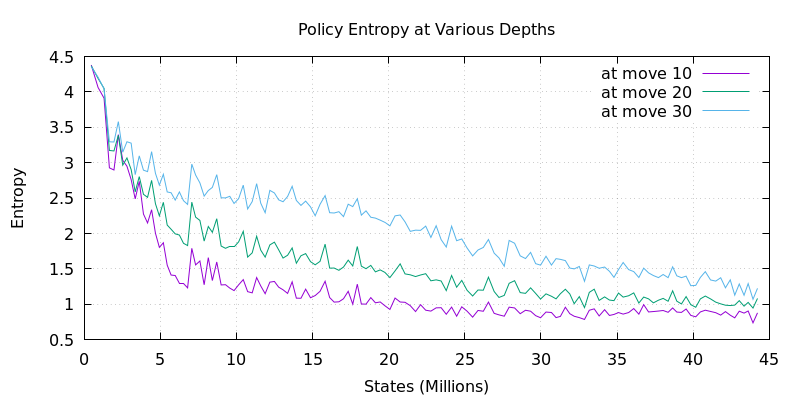 Policy Entropy at Various Depths
4.5
4
3.5
3
2.5
2
1.5
1
0.5
Entropy
at move 10
at move 20
at move 30
0 5 10 15 20 25 30 35 40 45
States (Millions)